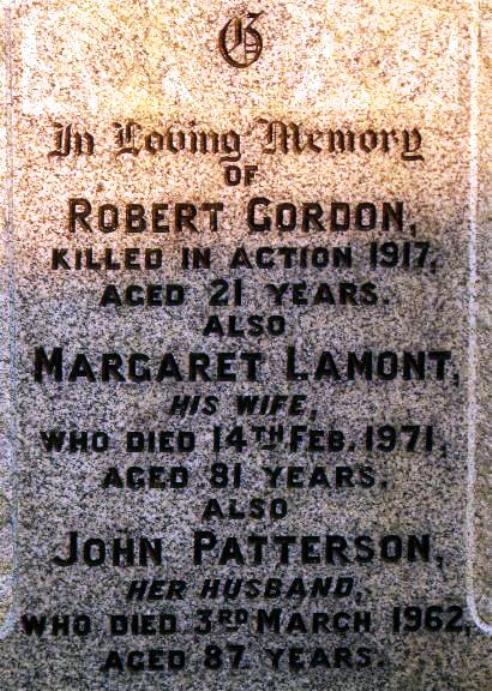 G
In Loving Memory
OF
ROBERT GORDON,
KILLED IN ACTION 1917,
AGED 21 YEARS.
ALSO
MARGARET LAMONT,
HIS WIFE,
WHO DIED 14TH FEB. 1971,
AGED 81 YEARS.
ALSO
JOHN PATTERSON,
HER HUSBAND,
WHO DIED 3RD MARCH 1962,
AGED 87 YEARS.